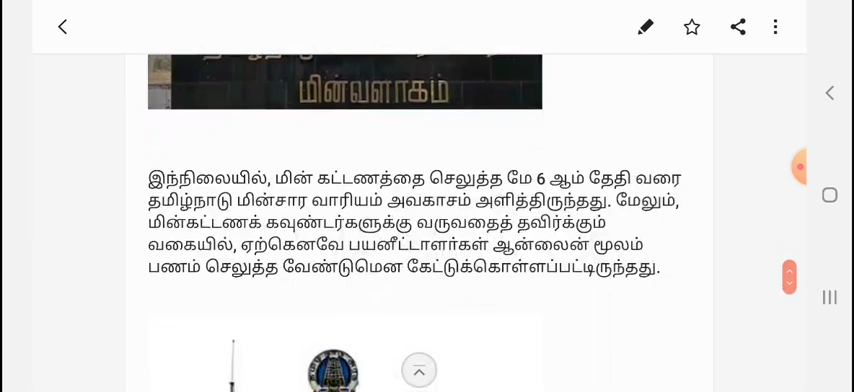 மின்வளாகம்
இந்நிலையில், மின் கட்டணத்தை செலுத்த மே 6 ஆம் தேதி வரை
தமிழ்நாடு மின்சார வாரியம் அவகாசம் அளித்திருந்தது. மேலும்,
மின்கட்டணக் கவுண்டர்களுக்கு வருவதைத் தவிர்க்கும்
வகையில், ஏற்கெனவே பயனீட்டாளர்கள் ஆன்லைன் மூலம்
பணம் செலுத்த வேண்டுமென கேட்டுக்கொள்ளப்பட்டிருந்தது.